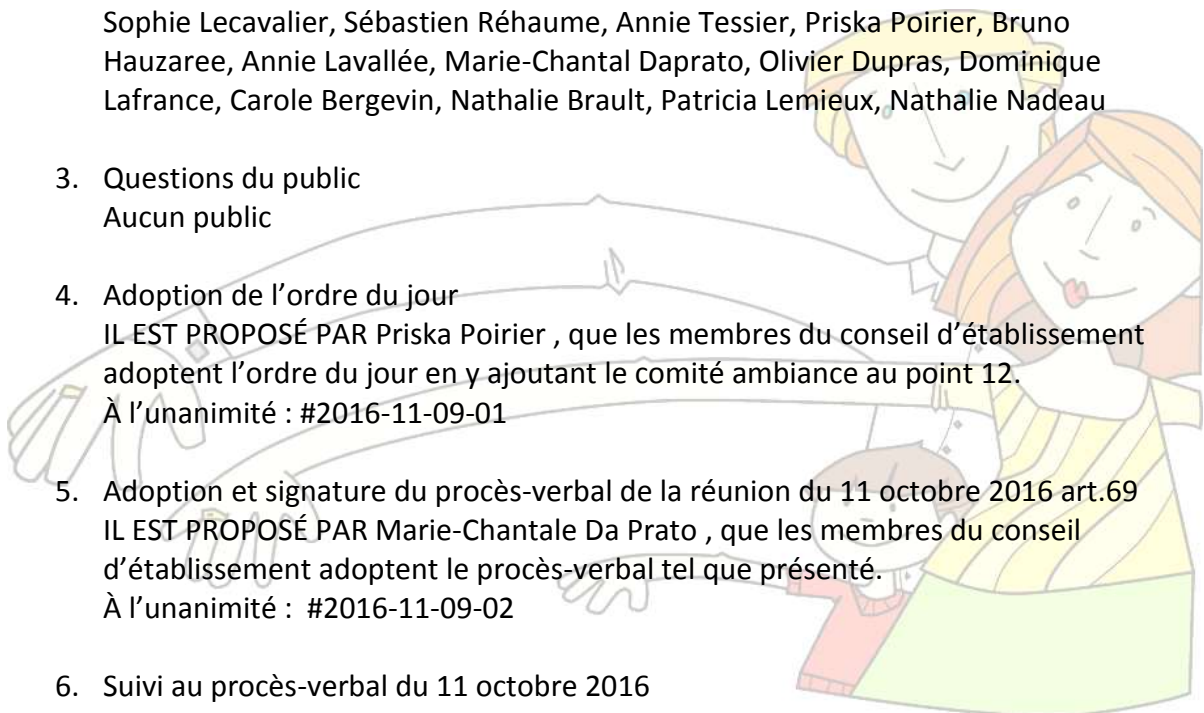 Sophie Lecavalier, Sébastien Réhaume, Annie Tessier, Priska Poirier, Bruno
Hauzaree, Annie Lavallée, Marie-Chantal Daprato, Olivier Dupras, Dominique
Lafrance, Carole Bergevin, Nathalie Brault, Patricia Lemieux, Nathalie Nadeau
3. Questions du public
Aucun public
4. Adoption de l’ordre du jour
IL EST PROPOSÉ PAR Priska Poirier , que les membres du conseil d’établissement
adoptent l’ordre du jour en y ajoutant le comité ambiance au point 12.
À l’unanimité : #2016-11-09-01
5. Adoption et signature du procès-verbal de la réunion du 11 octobre 2016 art.69
IL EST PROPOSÉ PAR Marie-Chantale Da Prato , que les membres du conseil
d’établissement adoptent le procès-verbal tel que présenté.
À l’unanimité : #2016-11-09-02
6. Suivi au procès-verbal du 11 octobre 2016